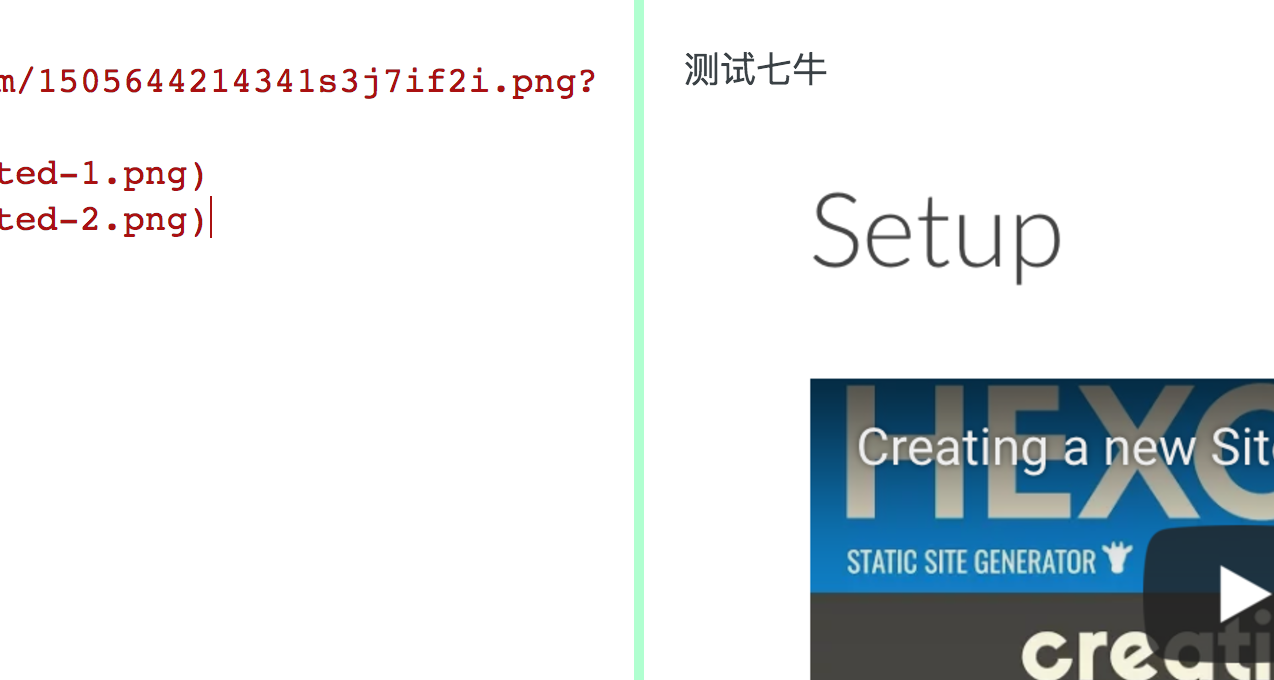 m/1505644214341s3j7if2i.png?
ted-1.png)
ted-2.png)
测试七牛
Setup
HEXO
Creating a new Sit
STATIC SITE GENERATOR
creati